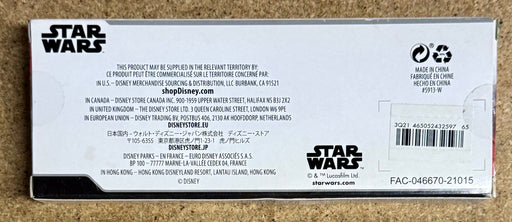 STAR
WARS
THIS PRODUCT MAY BE SUPPLIED IN THE RELEVANT TERRITORY BY:
CE PRODUIT PEUT ÊTRE COMMERCIALISÉ SUR LE TERRITOIRE CONCERNÉ PAR:
IN U.S. – DISNEY MERCHANDISE SOURCING AND DISTRIBUTION, LLC BURBANK, CA 91521
shopDisney.com
IN CANADA – DISNEY STORE CANADA INC. 900-1959 UPPER WATER STREET, HALIFAX NS B3J 2X2
IN UNITED KINGDOM – THE DISNEY STORE LTD. 3 QUEEN CAROLINE STREET, LONDON W6 9PE
IN EUROPEAN UNION – DISNEY TRADING BV, POSTBUS 406, 2130 AK HOOFDDORP, NETHERLANDS
DISNEYSTORE.EU
日本国内 - ウォルト・ディズニー・ジャパン株式会社 ディズニー・ストア
〒105-6355 東京都港区虎ノ門1-23-1 虎ノ門ヒルズ
DISNEYSTORE.JP
DISNEY PARKS – EN FRANCE – EURO DISNEY ASSOCIÉS SAS
BP 100 – 77777 MARNE-LA-VALLÉE CEDEX 04, FRANCE
IN HONG KONG – HONG KONG DISNEYLAND RESORT, LANTAU ISLAND, HONG KONG
© DISNEY
MADE IN CHINA
FABRIQUÉ EN CHINE
HECHO EN CHINA
#5913-W
3Q21 465052432597 65
STAR
WARS
© & ™ Lucasfilm Ltd.
starwars.com
FAC-046670-21015